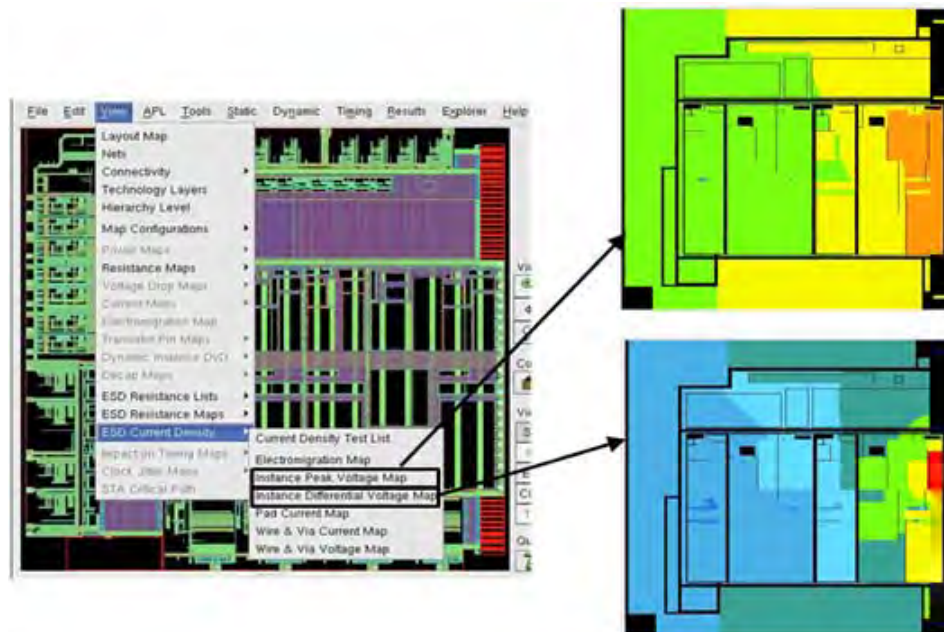 File Edit View APL Tools Static Dynamic Timing Results Explorer Help
Layout Map
Nets
Connectivity
Technology Layers
Hierarchy Level
Map Configurations
Private Maps
Resistance Maps
Voltage Drop Maps
Current Maps
Electromigration Map
Transistor Pin Maps
Dynamic Instance DVD
Decap Maps
ESD Resistance Lists
ESD Resistance Maps
ESD Current Density
Impact on Timing Maps
Clock Jitter Maps
STA Critical Path
Current Density Test List
Electromigration Map
Instance Peak Voltage Map
Instance Differential Voltage Map
Pad Current Map
Wire & Via Current Map
Wire & Via Voltage Map